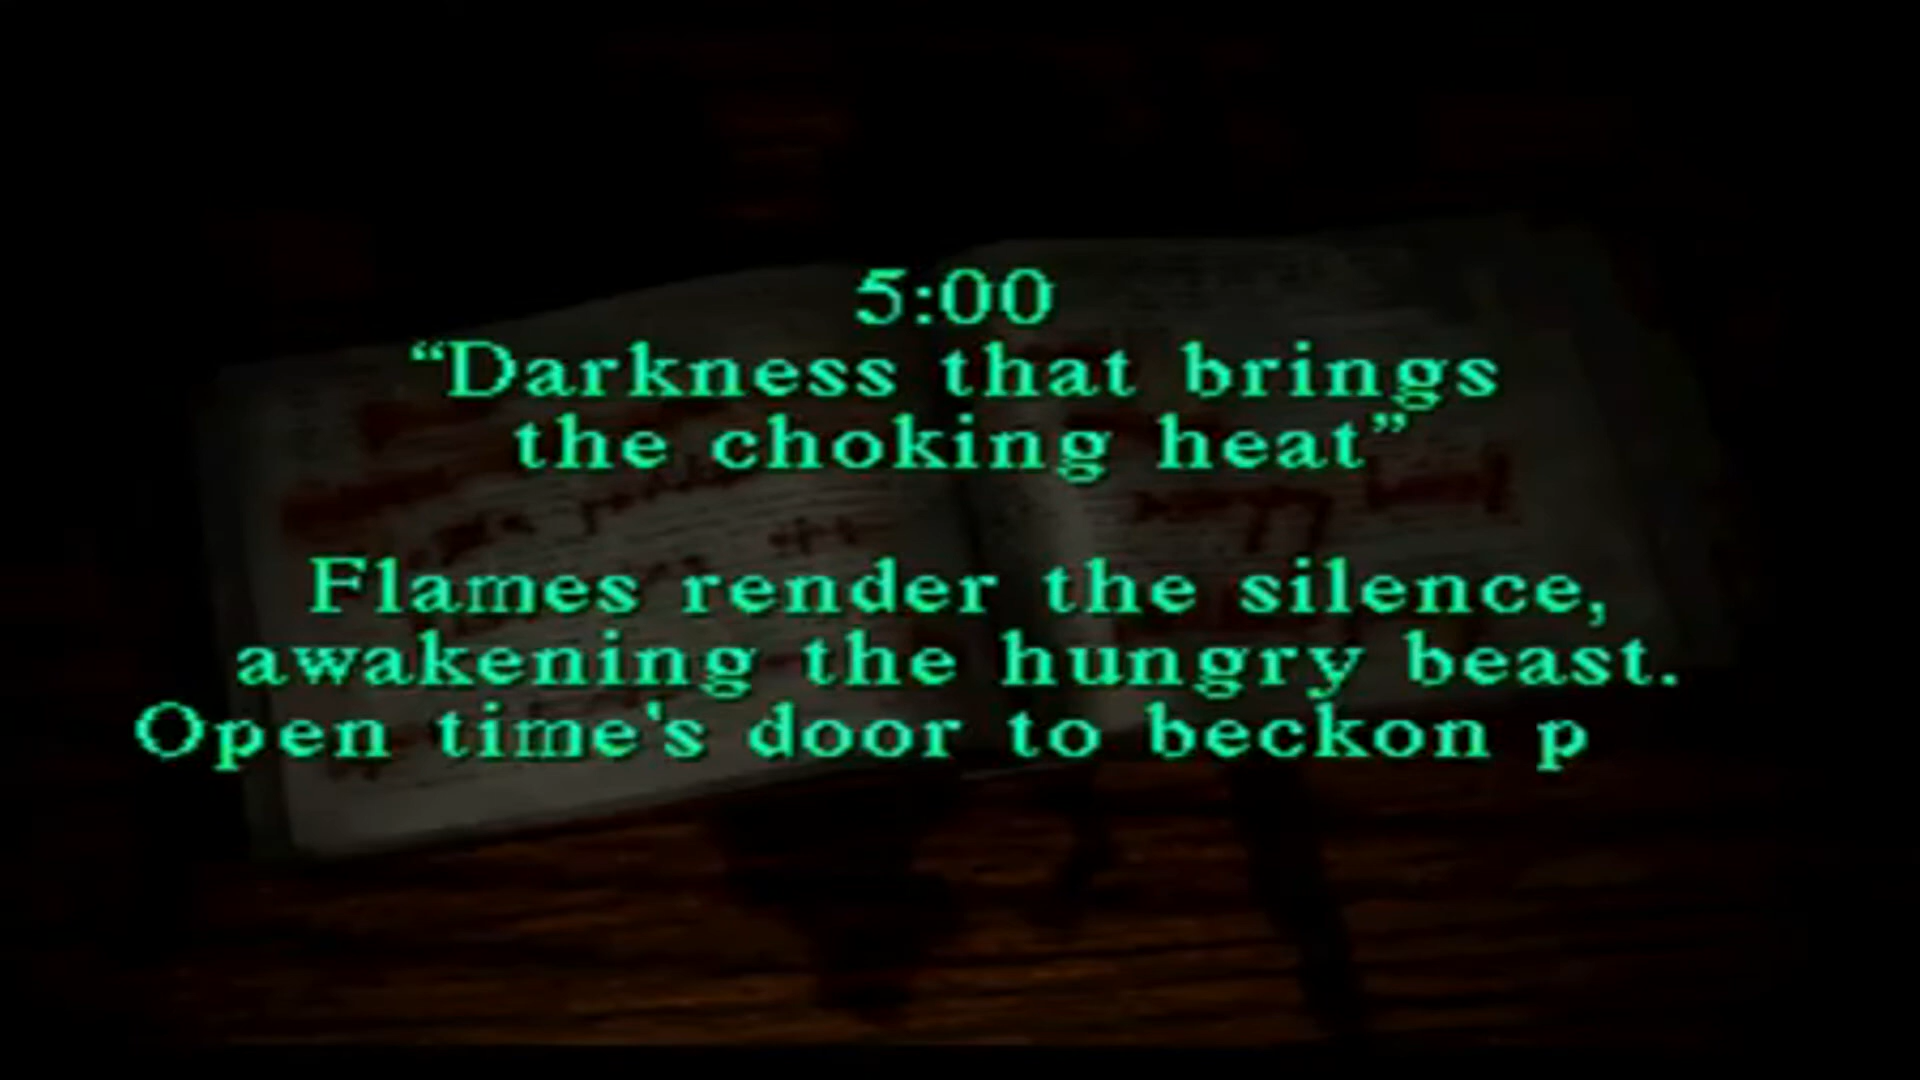 5:00
“Darkness that brings
the choking heat”
Flames render the silence,
awakening the hungry beast.
Open time's door to beckon p